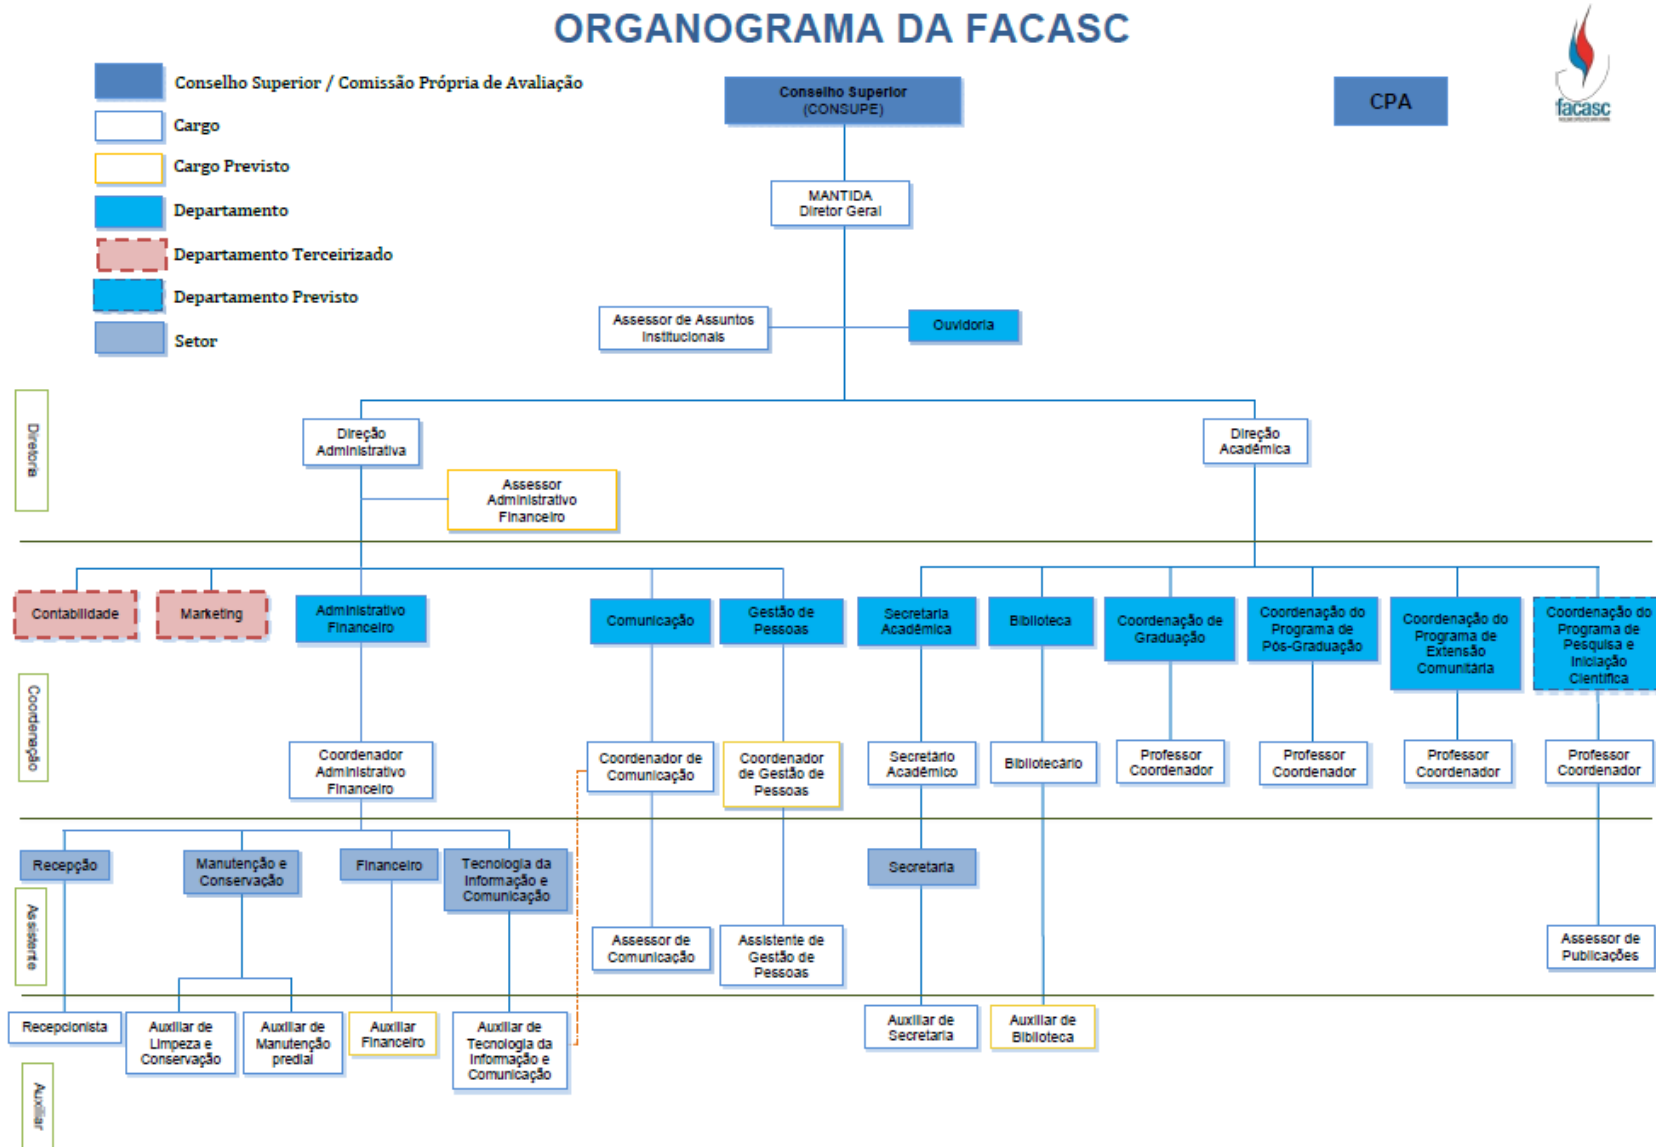 ORGANOGRAMA DA FACASC
Conselho Superior / Comissão Própria de Avaliação
Cargo
Cargo Previsto
Departamento
Departamento Terceirizado
Departamento Previsto
Setor
Conselho Superior
(CONSUPE)
CPA
facasc
MANTIDA
Diretor Geral
Assessor de Assuntos
Institucionais
Ouvidoria
Diretoria
Direção
Administrativa
Direção
Acadêmica
Assessor
Administrativo
Financeiro
Coordenação
Contabilidade
Marketing
Administrativo
Financeiro
Comunicação
Gestão de
Pessoas
Secretaria
Acadêmica
Biblioteca
Coordenação de
Graduação
Coordenação do
Programa de
Pós-Graduação
Coordenação do
Programa de
Extensão
Comunitária
Coordenação do
Programa de
Pesquisa e
Iniciação
Científica
Coordenador
Administrativo
Financeiro
Coordenador de
Comunicação
Coordenador
de Gestão de
Pessoas
Secretário
Acadêmico
Bibliotecário
Professor
Coordenador
Professor
Coordenador
Professor
Coordenador
Professor
Coordenador
Assistente
Recepção
Manutenção e
Conservação
Financeiro
Tecnologia da
Informação e
Comunicação
Secretaria
Assessor de
Comunicação
Assistente de
Gestão de
Pessoas
Assessor de
Publicações
Auxiliar
Recepcionista
Auxiliar de
Limpeza e
Conservação
Auxiliar de
Manutenção
predial
Auxiliar
Financeiro
Auxiliar de
Tecnologia da
Informação e
Comunicação
Auxiliar de
Secretaria
Auxiliar de
Biblioteca